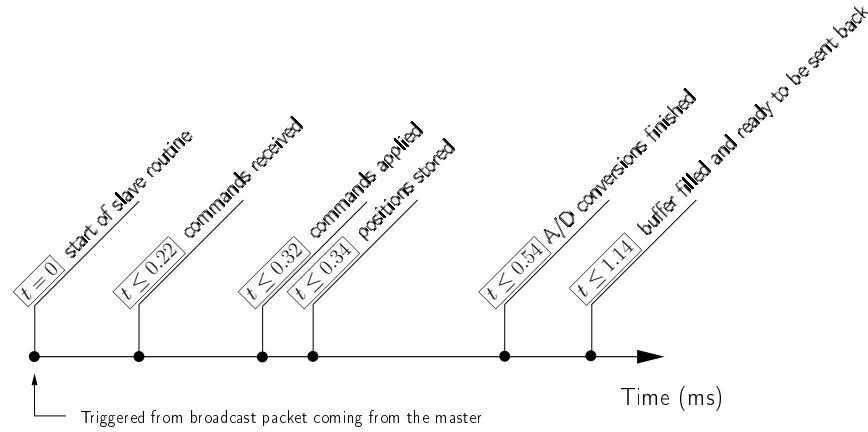 t = 0 start of slave routine
t ≤ 0.22 commands received
t ≤ 0.32 commands applied
t ≤ 0.34 positions stored
t ≤ 0.54 A/D conversions finished
t ≤ 1.14 buffer filled and ready to be sent back
Time (ms)
Triggered from broadcast packet coming from the master